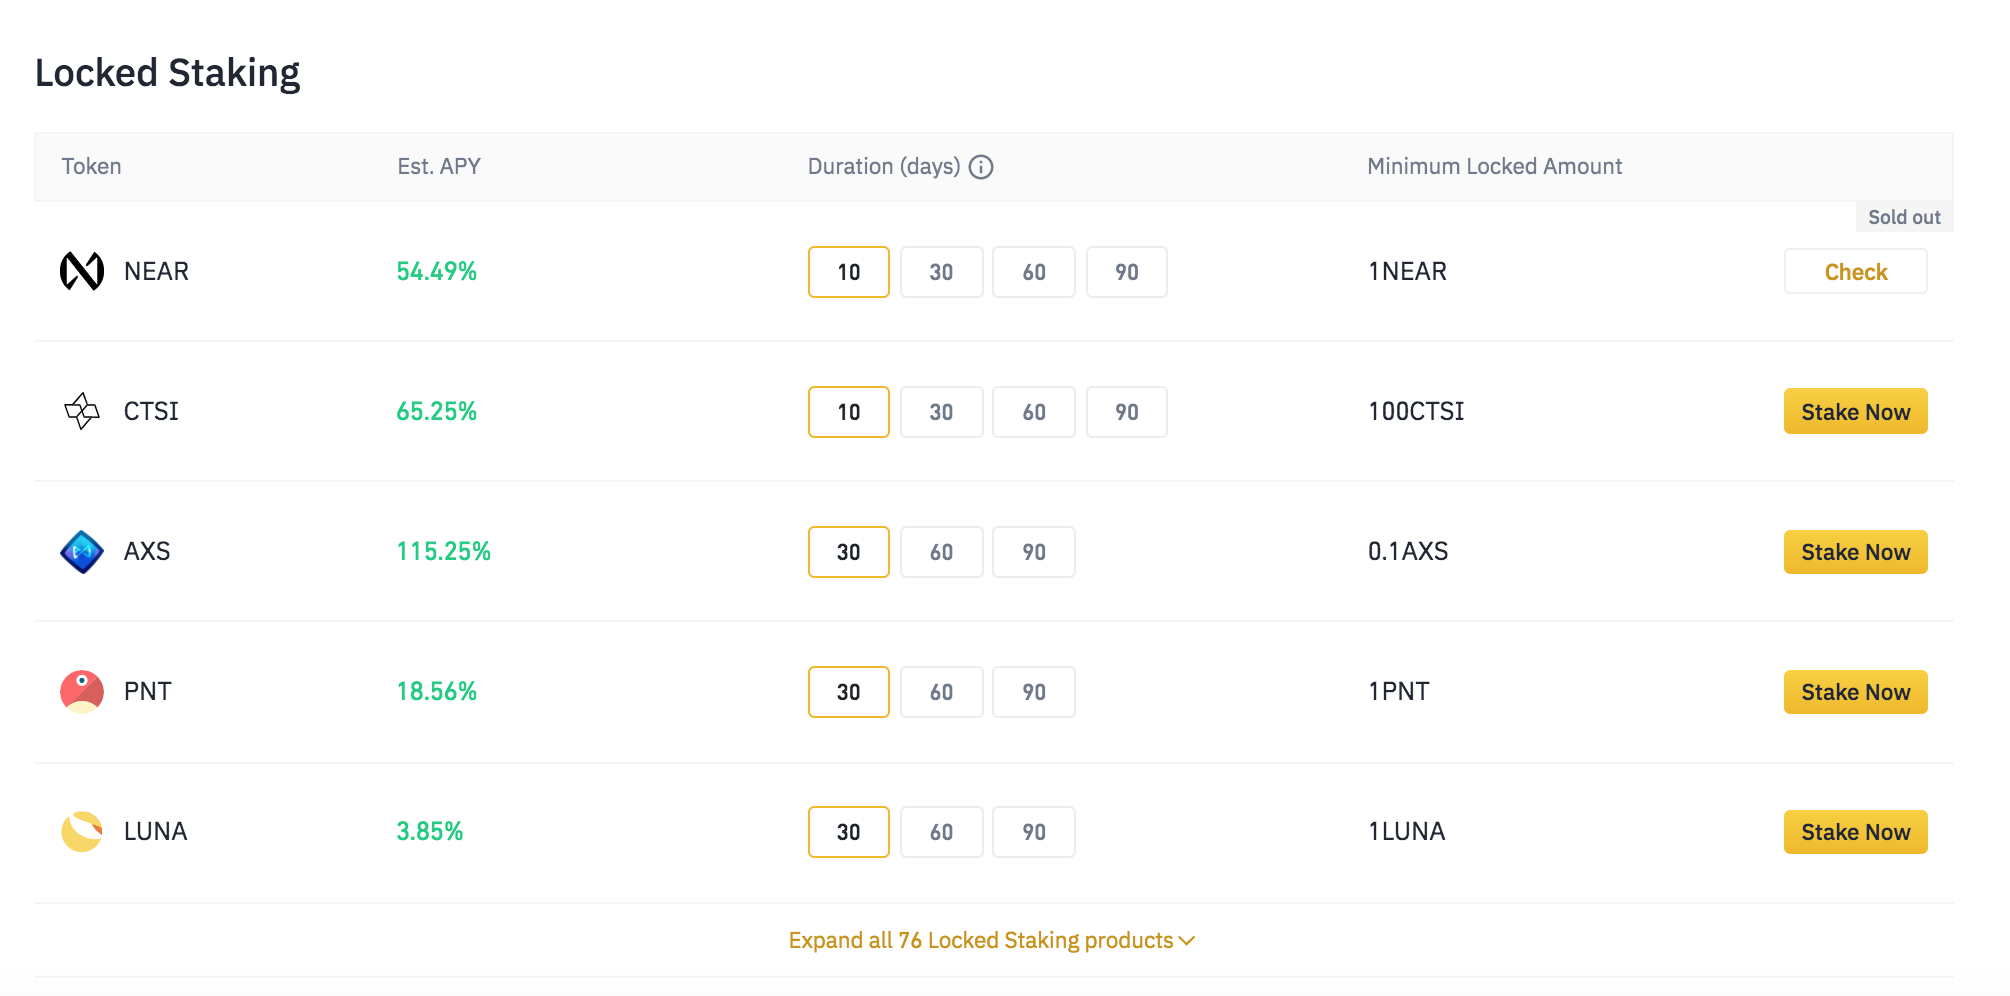 Locked Staking
Token Est. APY Duration (days) Minimum Locked Amount
Sold out
NEAR 54.49% 10 30 60 90 1NEAR Check
CTSI 65.25% 10 30 60 90 100CTSI Stake Now
AXS 115.25% 30 60 90 0.1AXS Stake Now
PNT 18.56% 30 60 90 1PNT Stake Now
LUNA 3.85% 30 60 90 1LUNA Stake Now
Expand all 76 Locked Staking products